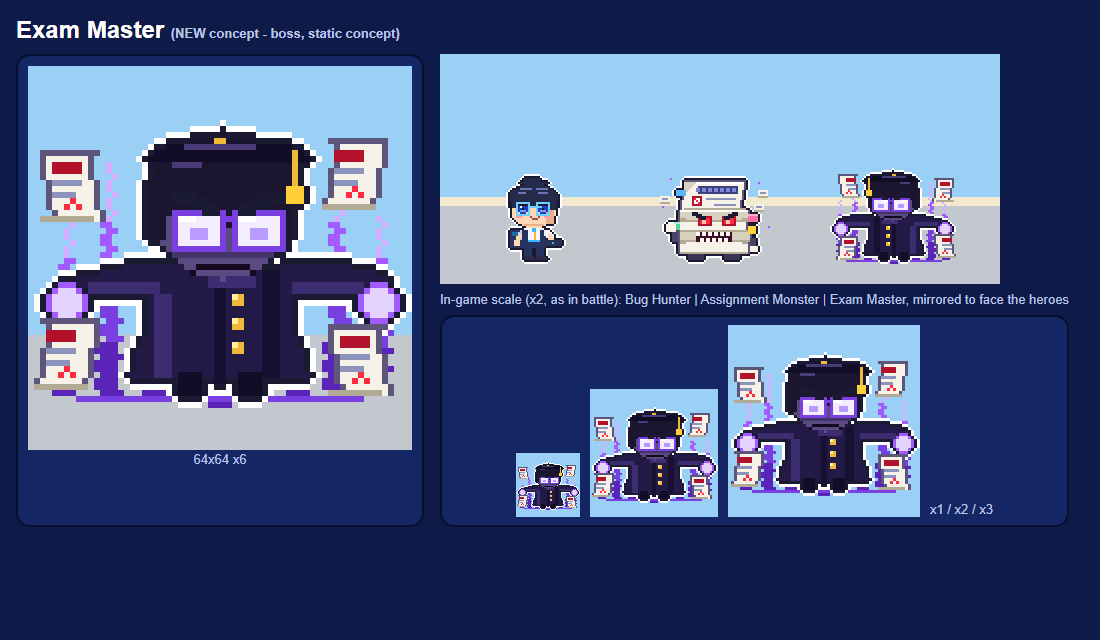 Exam Master (NEW concept - boss, static concept)
64x64 x6
In-game scale (x2, as in battle): Bug Hunter | Assignment Monster | Exam Master, mirrored to face the heroes
x1 / x2 / x3